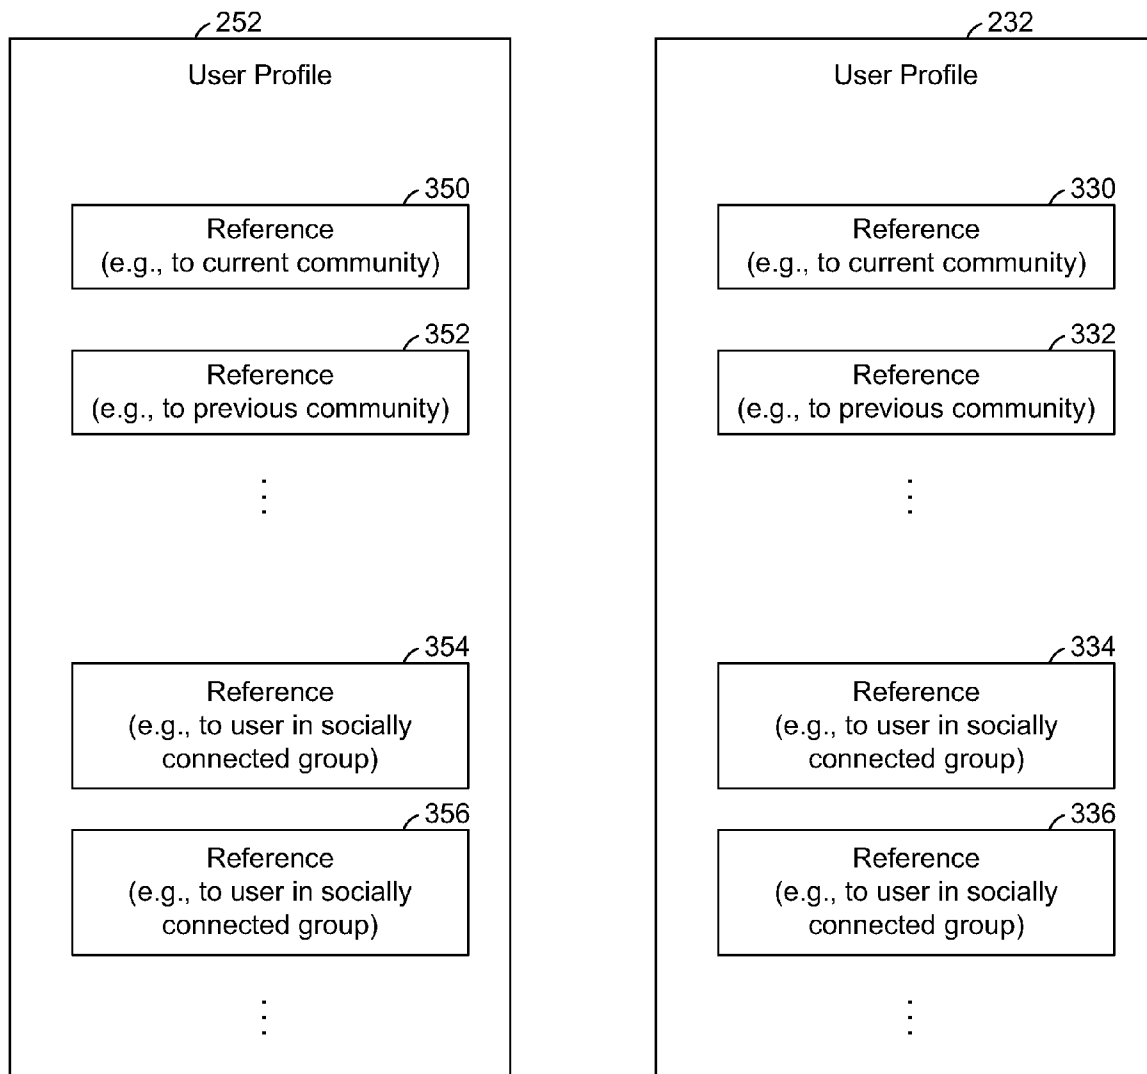 252
User Profile
350
Reference
(e.g., to current community)
352
Reference
(e.g., to previous community)
354
Reference
(e.g., to user in socially
connected group)
356
Reference
(e.g., to user in socially
connected group)
232
User Profile
330
Reference
(e.g., to current community)
332
Reference
(e.g., to previous community)
334
Reference
(e.g., to user in socially
connected group)
336
Reference
(e.g., to user in socially
connected group)